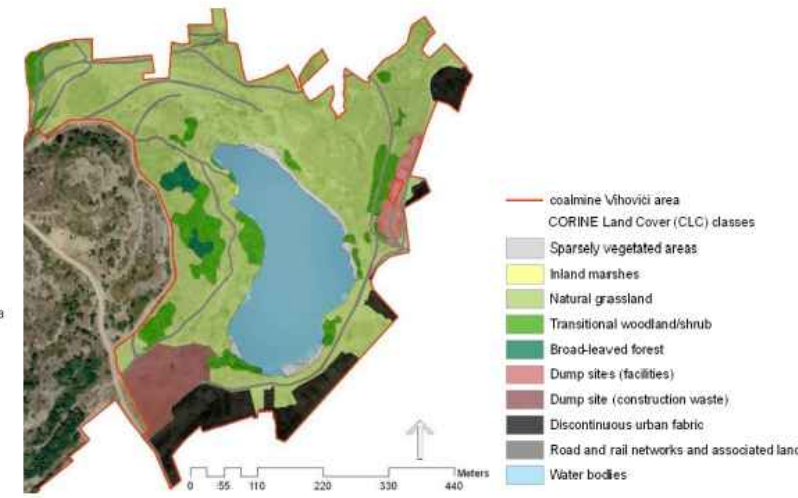 a
coalmine Vihovići area
CORINE Land Cover (CLC) classes
Sparsely vegetated areas
Inland marshes
Natural grassland
Transitional woodland/shrub
Broad-leaved forest
Dump sites (facilities)
Dump site (construction waste)
Discontinuous urban fabric
Road and rail networks and associated land
Water bodies
Meters
0 55 110 220 330 440